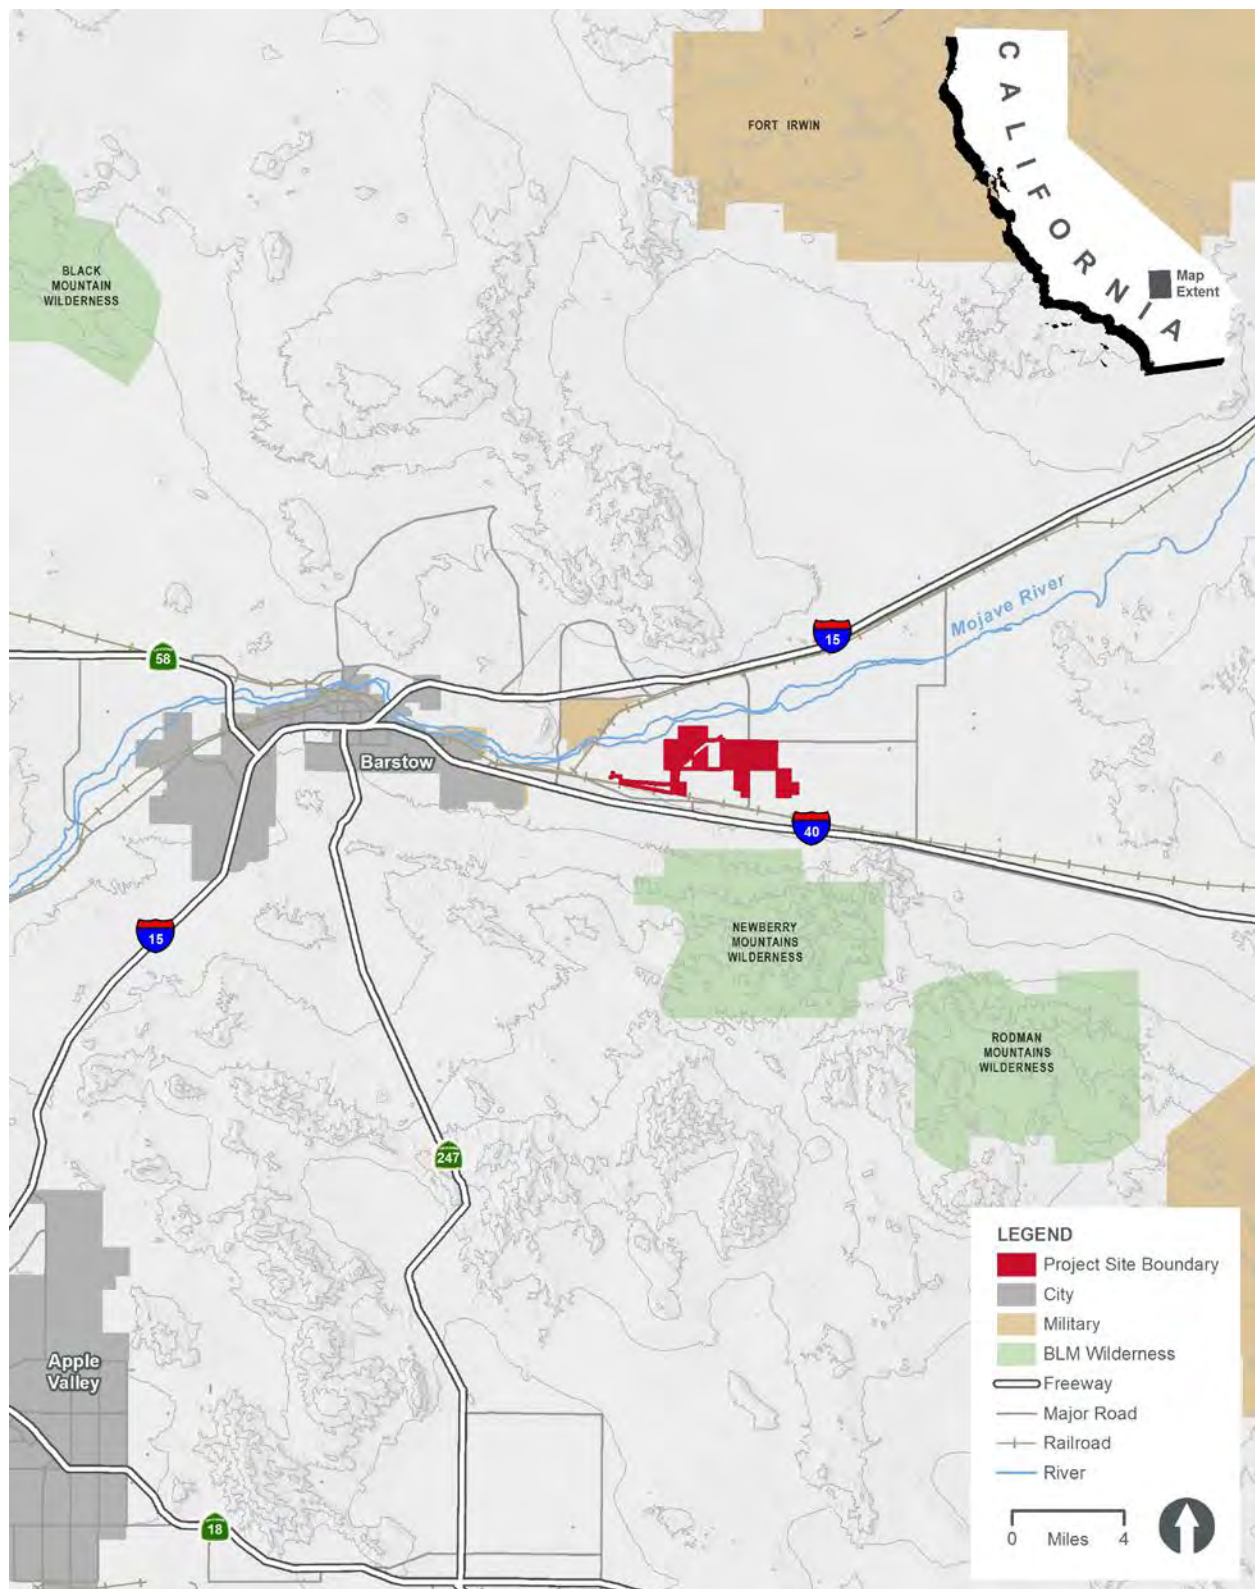 FORT IRWIN
CALIFORNIA
Map
Extent
BLACK
MOUNTAIN
WILDERNESS
Mojave River
15
58
Barstow
40
15
NEWBERRY
MOUNTAINS
WILDERNESS
RODMAN
MOUNTAINS
WILDERNESS
247
Apple
Valley
18
LEGEND
Project Site Boundary
City
Military
BLM Wilderness
Freeway
Major Road
Railroad
River
0 Miles 4